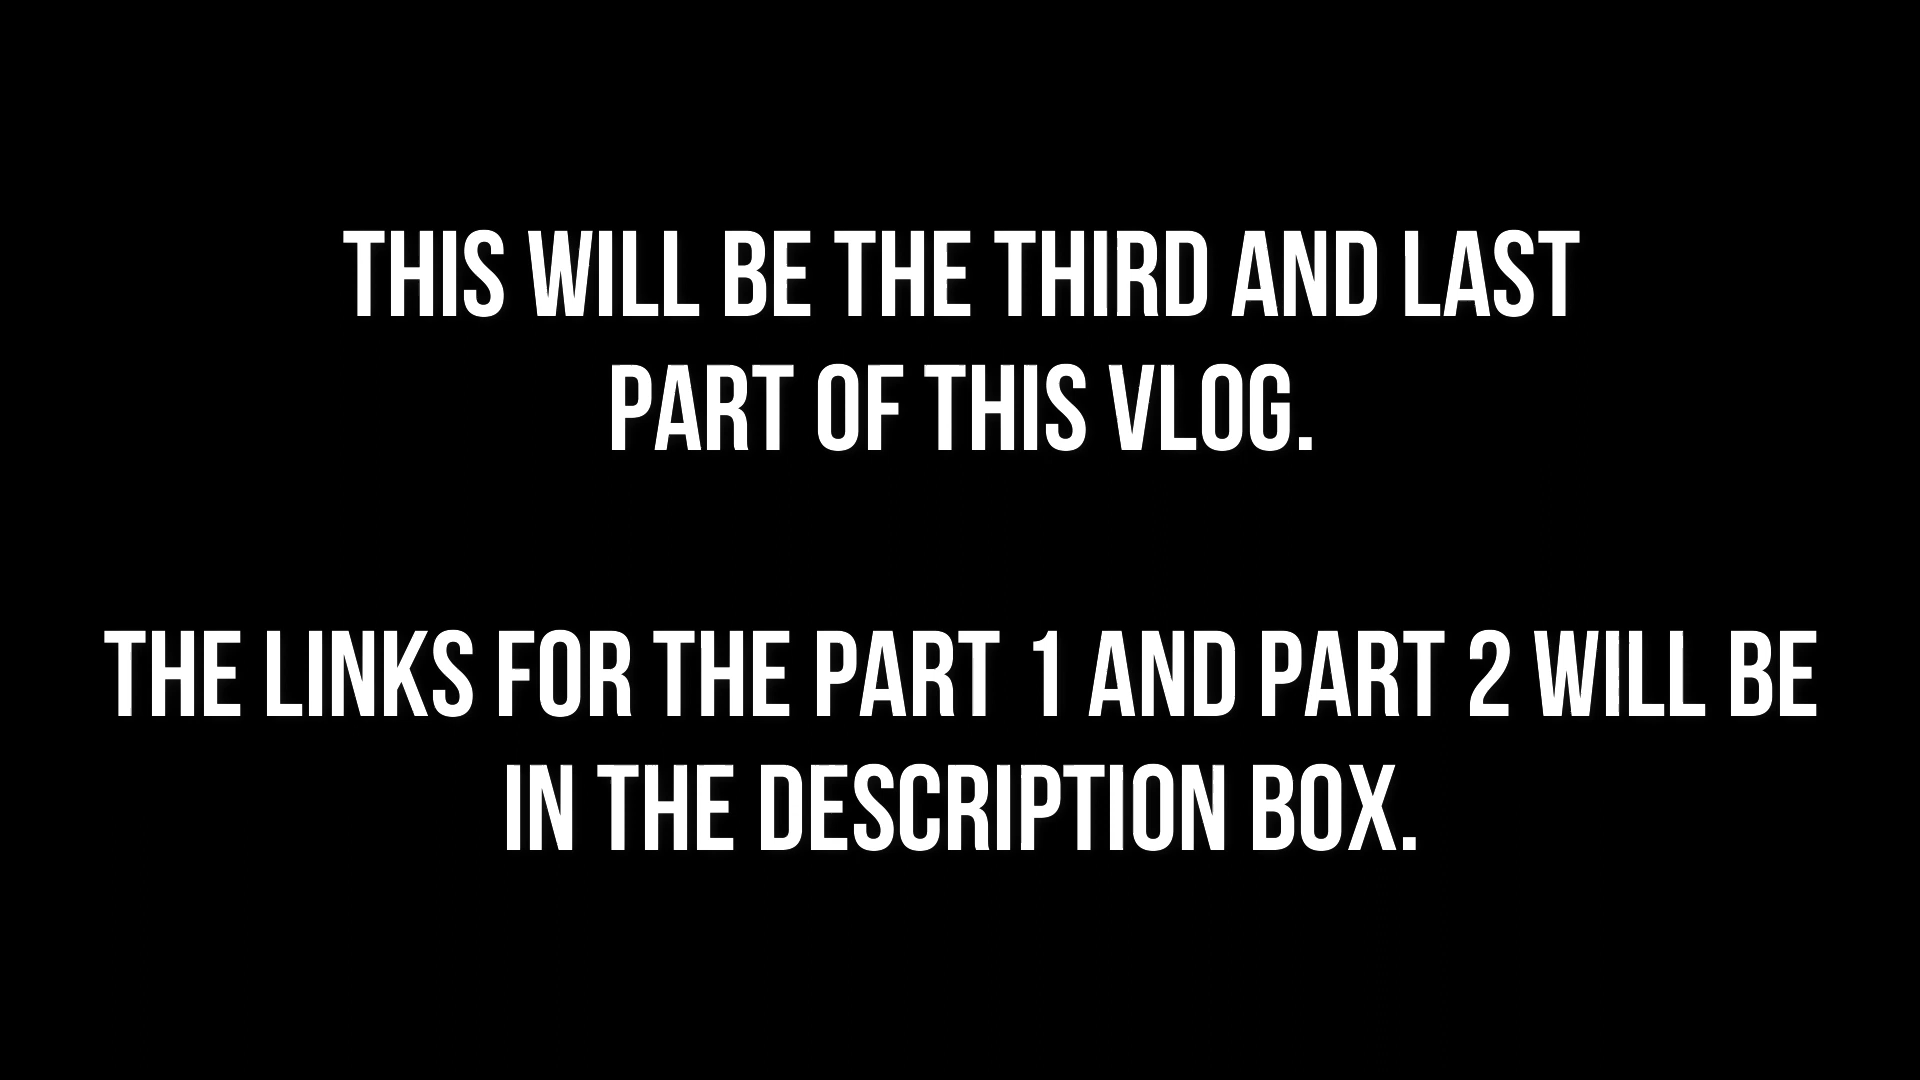 THIS WILL BE THE THIRD AND LAST
PART OF THIS VLOG.
THE LINKS FOR THE PART 1 AND PART 2 WILL BE
IN THE DESCRIPTION BOX.